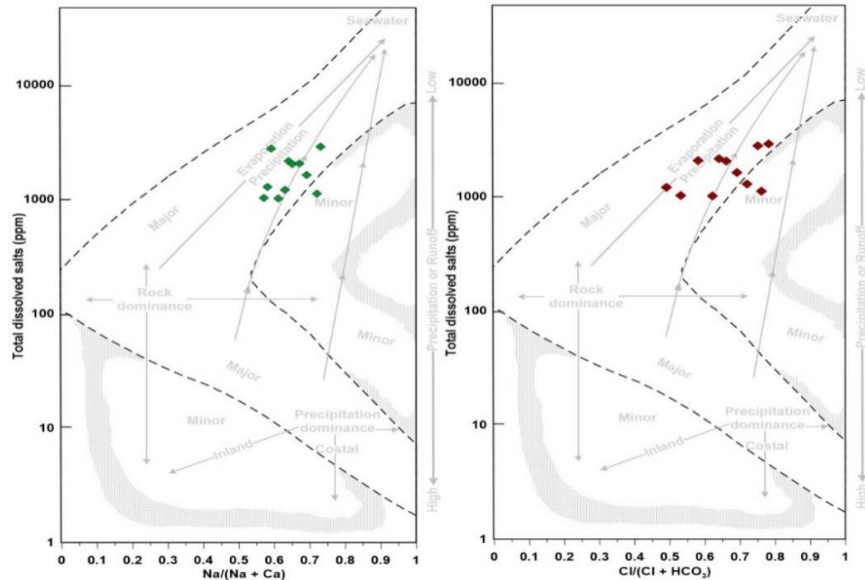 Seawater
10000
Evaporation
Precipitation
1000
Major
Minor
Rock
dominance
100
Minor
Major
Precipitation
dominance
10
Minor
Inland
Costal
1
0 0.1 0.2 0.3 0.4 0.5 0.6 0.7 0.8 0.9 1
Na/(Na + Ca)
Total dissolved salts (ppm)
Low
Precipitation or Runoff
High
Seawater
10000
Evaporation
Precipitation
1000
Major
Minor
Rock
dominance
100
Minor
Major
Precipitation
dominance
10
Minor
Inland
Costal
1
0 0.1 0.2 0.3 0.4 0.5 0.6 0.7 0.8 0.9 1
Cl/(Cl + HCO₃)
Total dissolved salts (ppm)
Low
Precipitation or Runoff
High